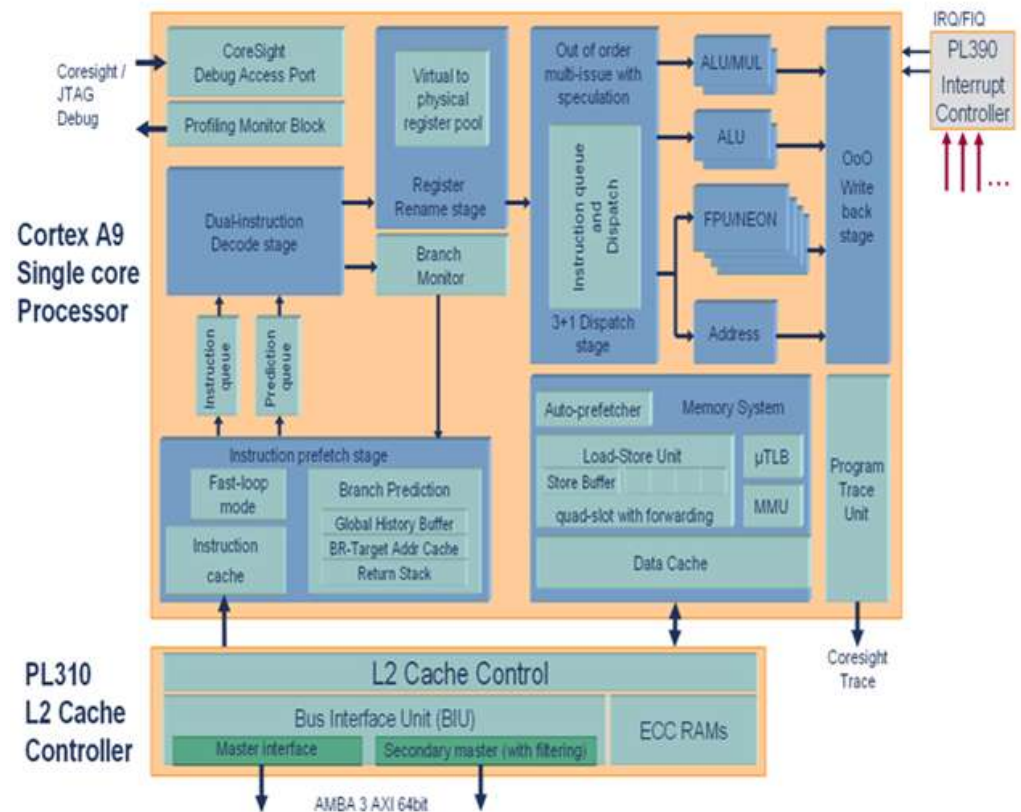 IRQ/FIQ
PL390
Interrupt
Controller
...
Coresight /
JTAG
Debug
CoreSight
Debug Access Port
Profiling Monitor Block
Virtual to
physical
register pool
Register
Rename stage
Out of order
multi-issue with
speculation
Instruction queue
and
Dispatch
3+1 Dispatch
stage
ALU/MUL
ALU
FPU/NEON
Address
OoO
Write
back
stage
Cortex A9
Single core
Processor
Dual-instruction
Decode stage
Branch
Monitor
Instruction
queue
Prediction
queue
Instruction prefetch stage
Fast-loop
mode
Instruction
cache
Branch Prediction
Global History Buffer
BR-Target Addr Cache
Return Stack
Auto-prefetcher
Memory System
Load-Store Unit
Store Buffer
quad-slot with forwarding
µTLB
MMU
Data Cache
Program
Trace
Unit
Coresight
Trace
PL310
L2 Cache
Controller
L2 Cache Control
Bus Interface Unit (BIU)
Master interface
Secondary master (with filtering)
ECC RAMs
AMBA 3 AXI 64bit